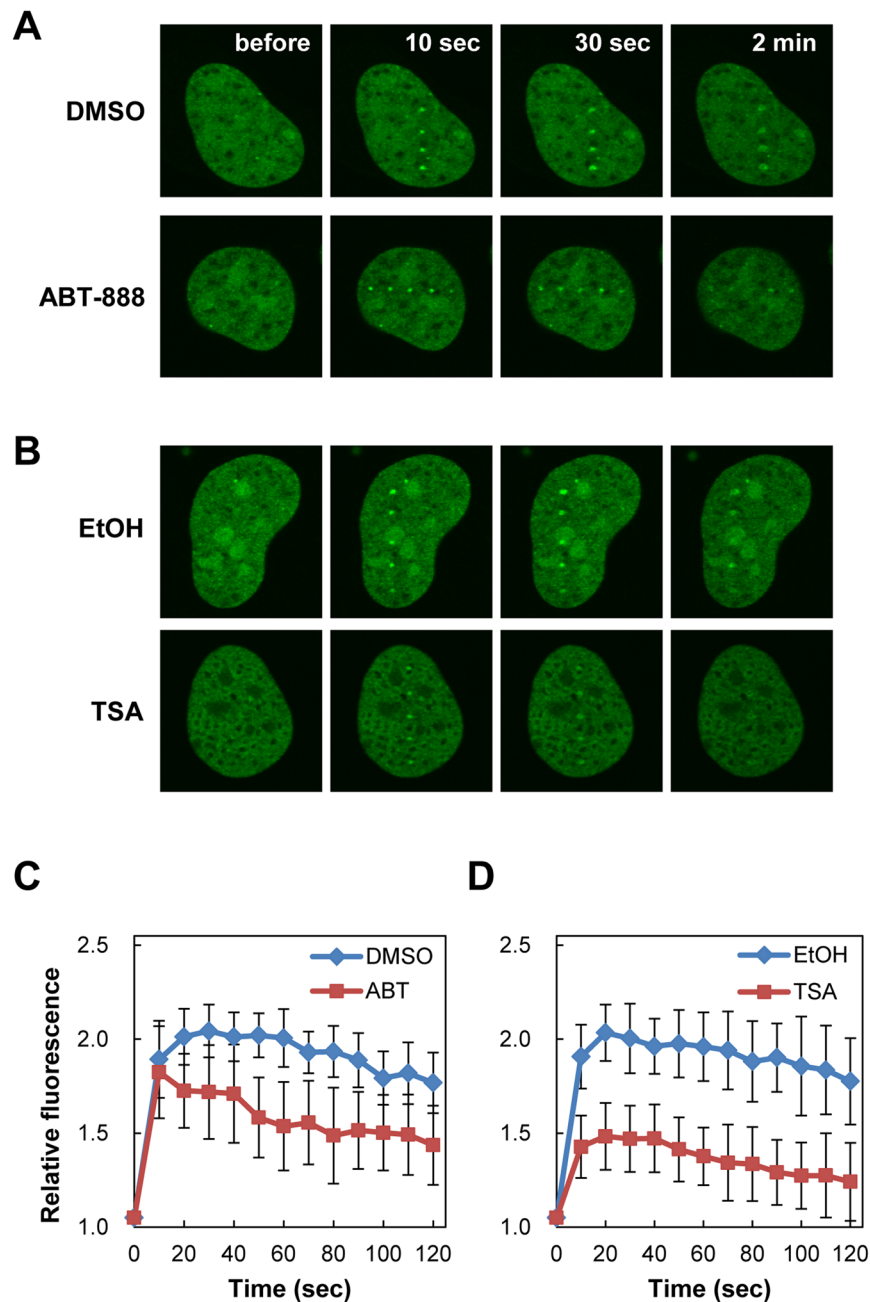 A
before 10 sec 30 sec 2 min
DMSO
ABT-888
B
EtOH
TSA
C
D
Relative fluorescence
2.5
2.0
1.5
1.0
DMSO
ABT
0 20 40 60 80 100 120
Time (sec)
2.5
2.0
1.5
1.0
EtOH
TSA
0 20 40 60 80 100 120
Time (sec)